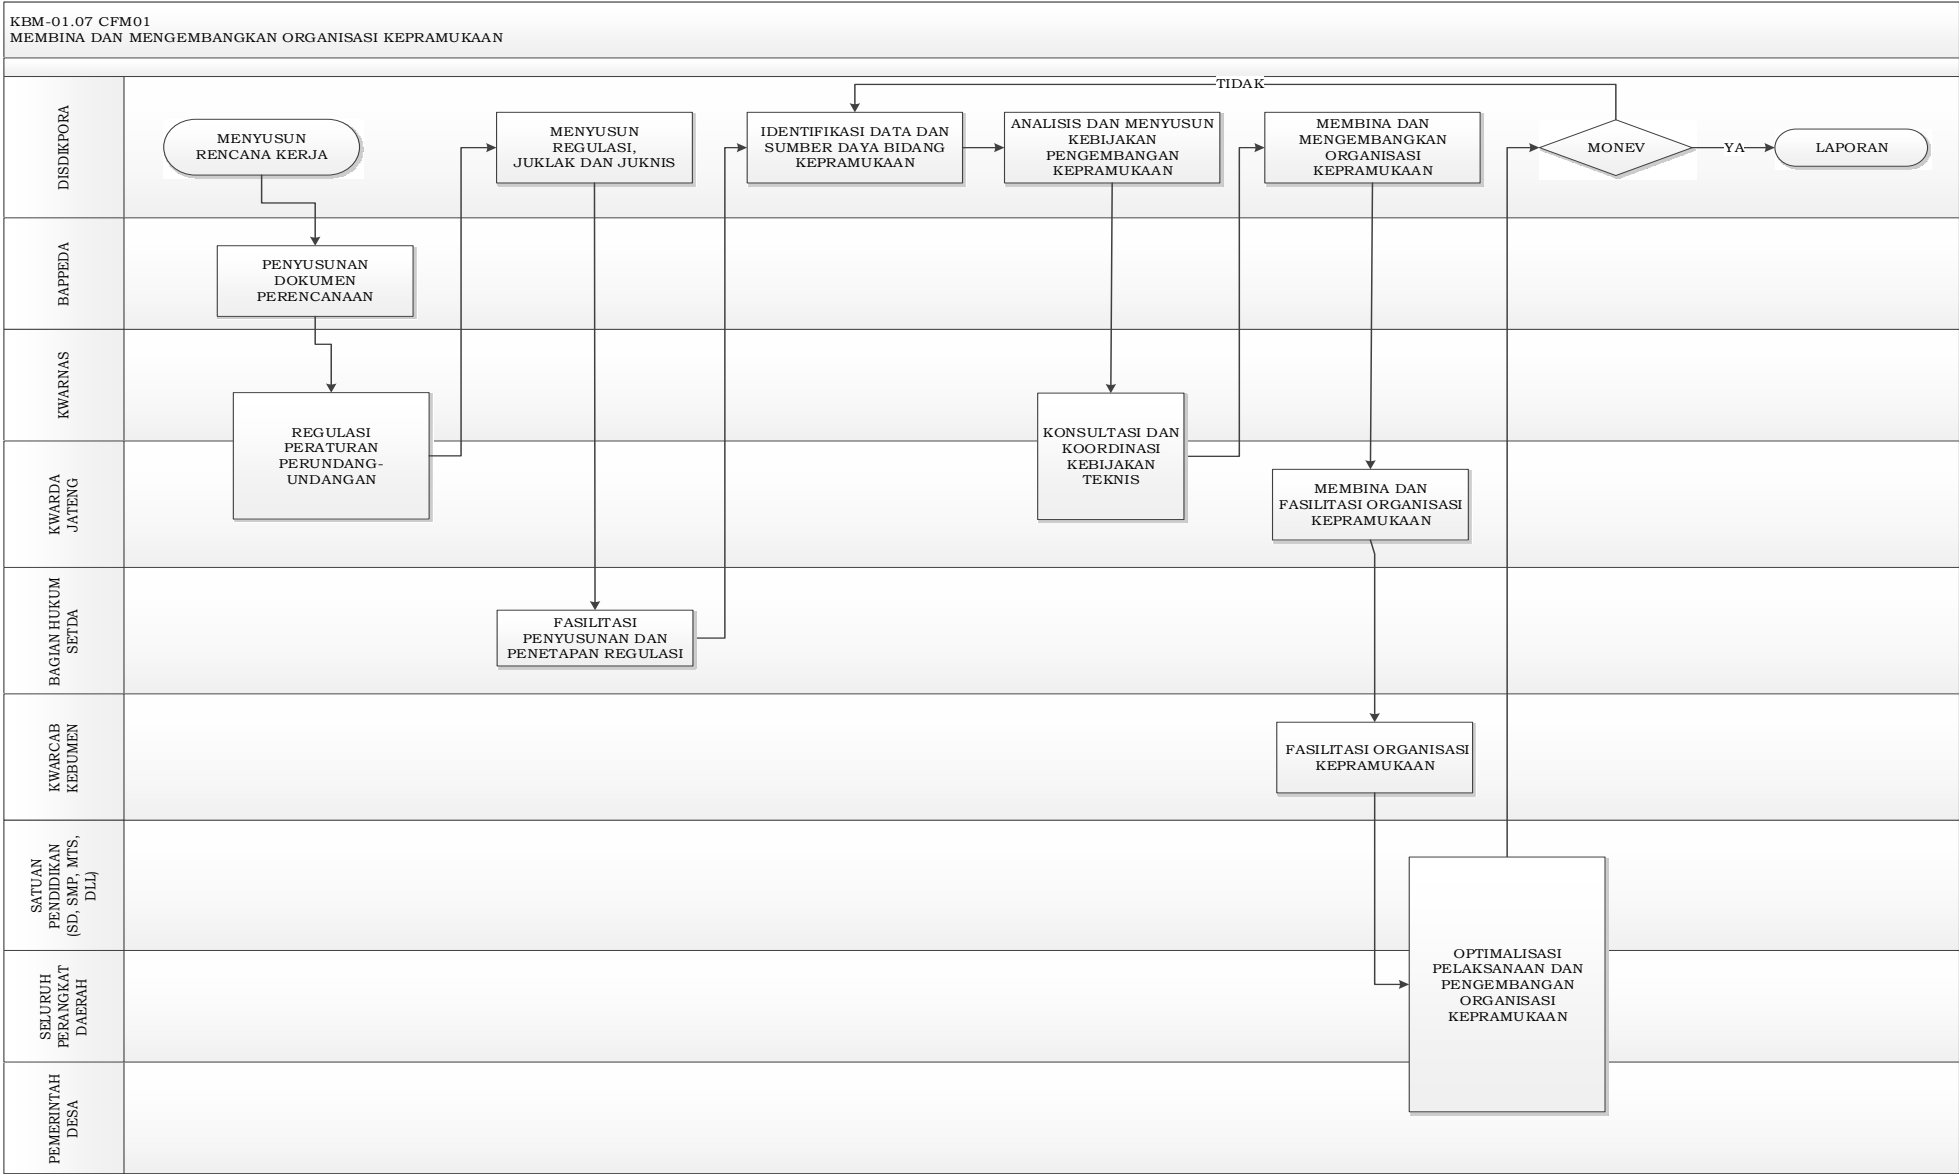 KBM-01.07 CFM01
MEMBINA DAN MENGEMBANGKAN ORGANISASI KEPRAMUKAAN
DISDIKPORA
MENYUSUN
RENCANA KERJA
MENYUSUN
REGULASI,
JUKLAK DAN JUKNIS
IDENTIFIKASI DATA DAN
SUMBER DAYA BIDANG
KEPRAMUKAAN
ANALISIS DAN MENYUSUN
KEBIJAKAN
PENGEMBANGAN
KEPRAMUKAAN
MEMBINA DAN
MENGEMBANGKAN
ORGANISASI
KEPRAMUKAAN
TIDAK
MONEV
YA
LAPORAN
BAPPEDA
PENYUSUNAN
DOKUMEN
PERENCANAAN
KWARNAS
REGULASI
PERATURAN
PERUNDANG-
UNDANGAN
KONSULTASI DAN
KOORDINASI
KEBIJAKAN
TEKNIS
KWARDA
JATENG
MEMBINA DAN
FASILITASI ORGANISASI
KEPRAMUKAAN
BAGIAN HUKUM
SETDA
FASILITASI
PENYUSUNAN DAN
PENETAPAN REGULASI
KWARCAB
KEBUMEN
FASILITASI ORGANISASI
KEPRAMUKAAN
SATUAN
PENDIDIKAN
(SD, SMP, MTS,
DLL)
SELURUH
PERANGKAT
DAERAH
OPTIMALISASI
PELAKSANAAN DAN
PENGEMBANGAN
ORGANISASI
KEPRAMUKAAN
PEMERINTAH
DESA